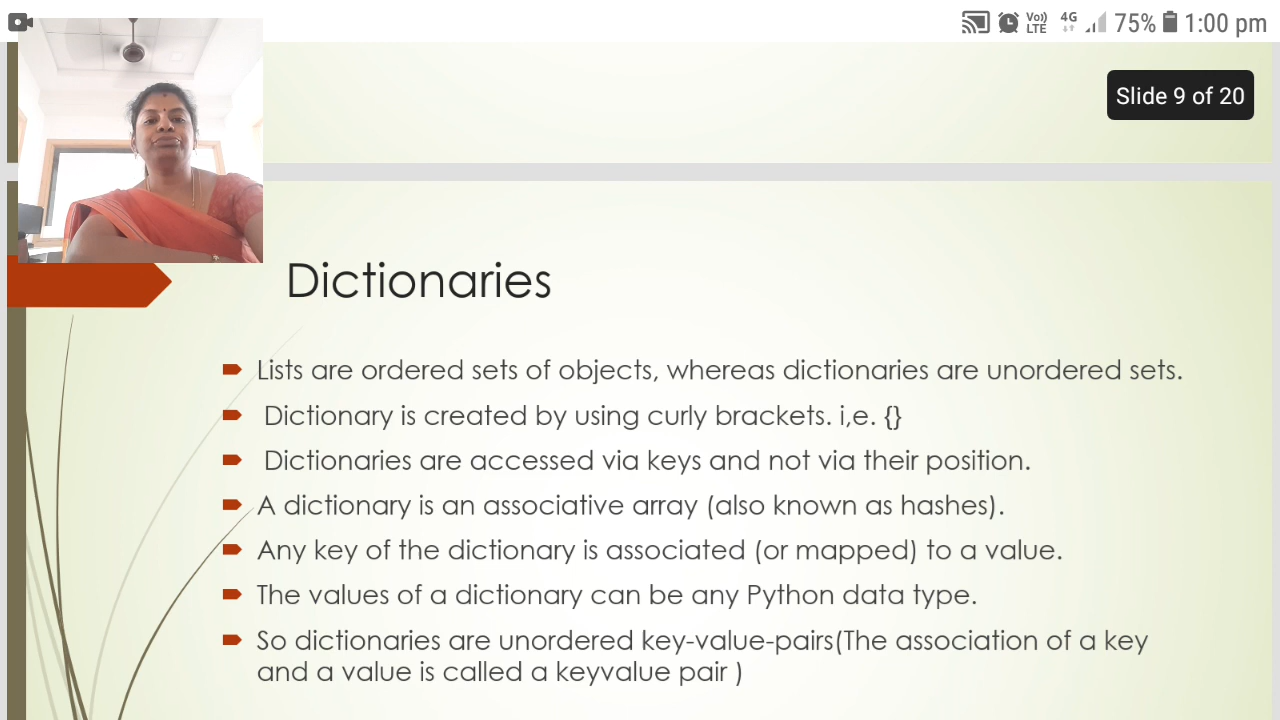 Vo))
LTE
4G
75%
1:00 pm
Slide 9 of 20
Dictionaries
Lists are ordered sets of objects, whereas dictionaries are unordered sets.
Dictionary is created by using curly brackets. i,e. {}
Dictionaries are accessed via keys and not via their position.
A dictionary is an associative array (also known as hashes).
Any key of the dictionary is associated (or mapped) to a value.
The values of a dictionary can be any Python data type.
So dictionaries are unordered key-value-pairs(The association of a key
and a value is called a keyvalue pair )